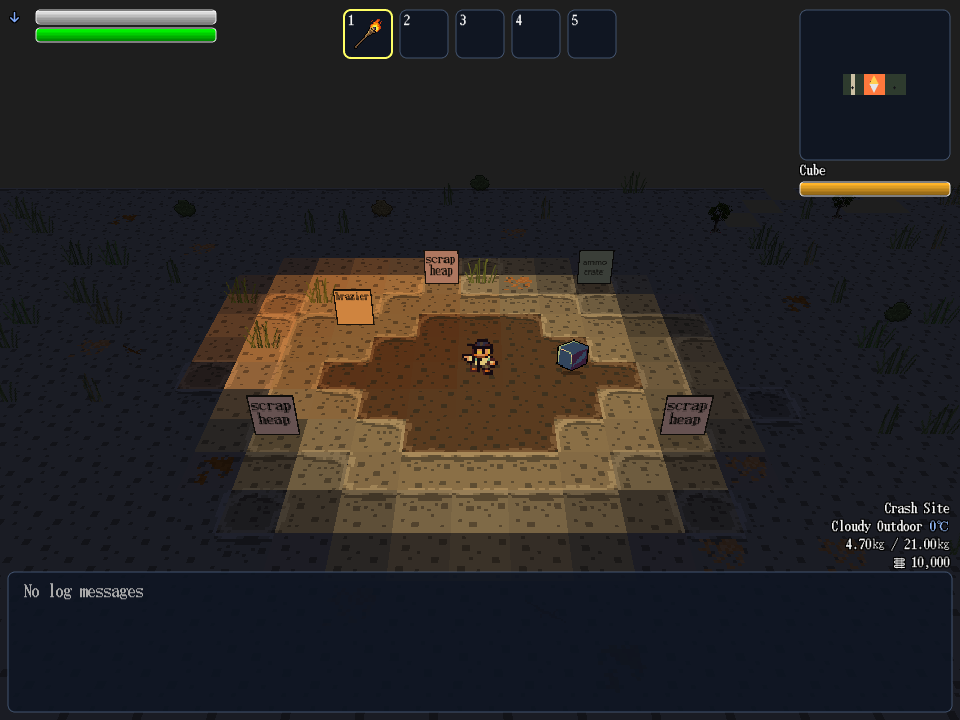 1 2 3 4 5
Cube
scrap
heap
ammo
crate
brazier
scrap
heap
scrap
heap
Crash Site
Cloudy Outdoor 0℃
4.70kg / 21.00kg
10,000
No log messages